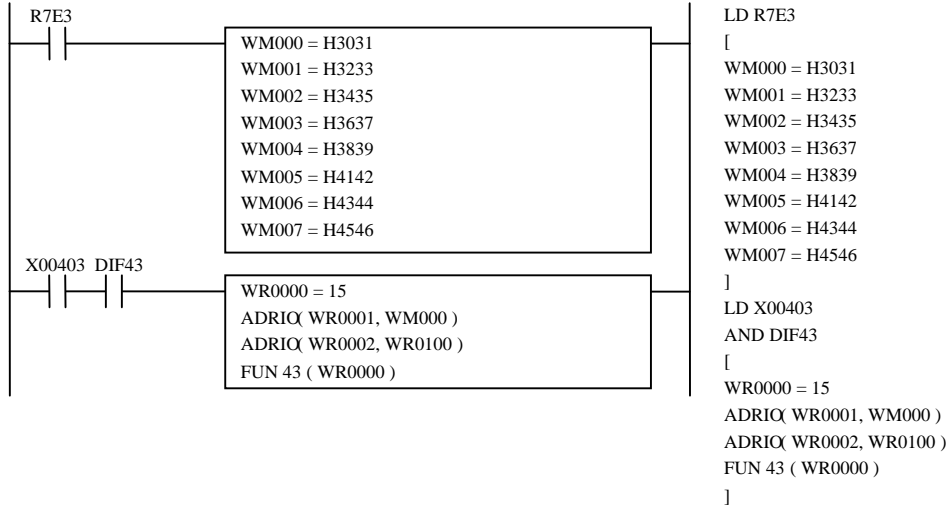 R7E3
WM000 = H3031
WM001 = H3233
WM002 = H3435
WM003 = H3637
WM004 = H3839
WM005 = H4142
WM006 = H4344
WM007 = H4546
X00403 DIF43
WR0000 = 15
ADRIO( WR0001, WM000 )
ADRIO( WR0002, WR0100 )
FUN 43 ( WR0000 )
LD R7E3
[
WM000 = H3031
WM001 = H3233
WM002 = H3435
WM003 = H3637
WM004 = H3839
WM005 = H4142
WM006 = H4344
WM007 = H4546
]
LD X00403
AND DIF43
[
WR0000 = 15
ADRIO( WR0001, WM000 )
ADRIO( WR0002, WR0100 )
FUN 43 ( WR0000 )
]